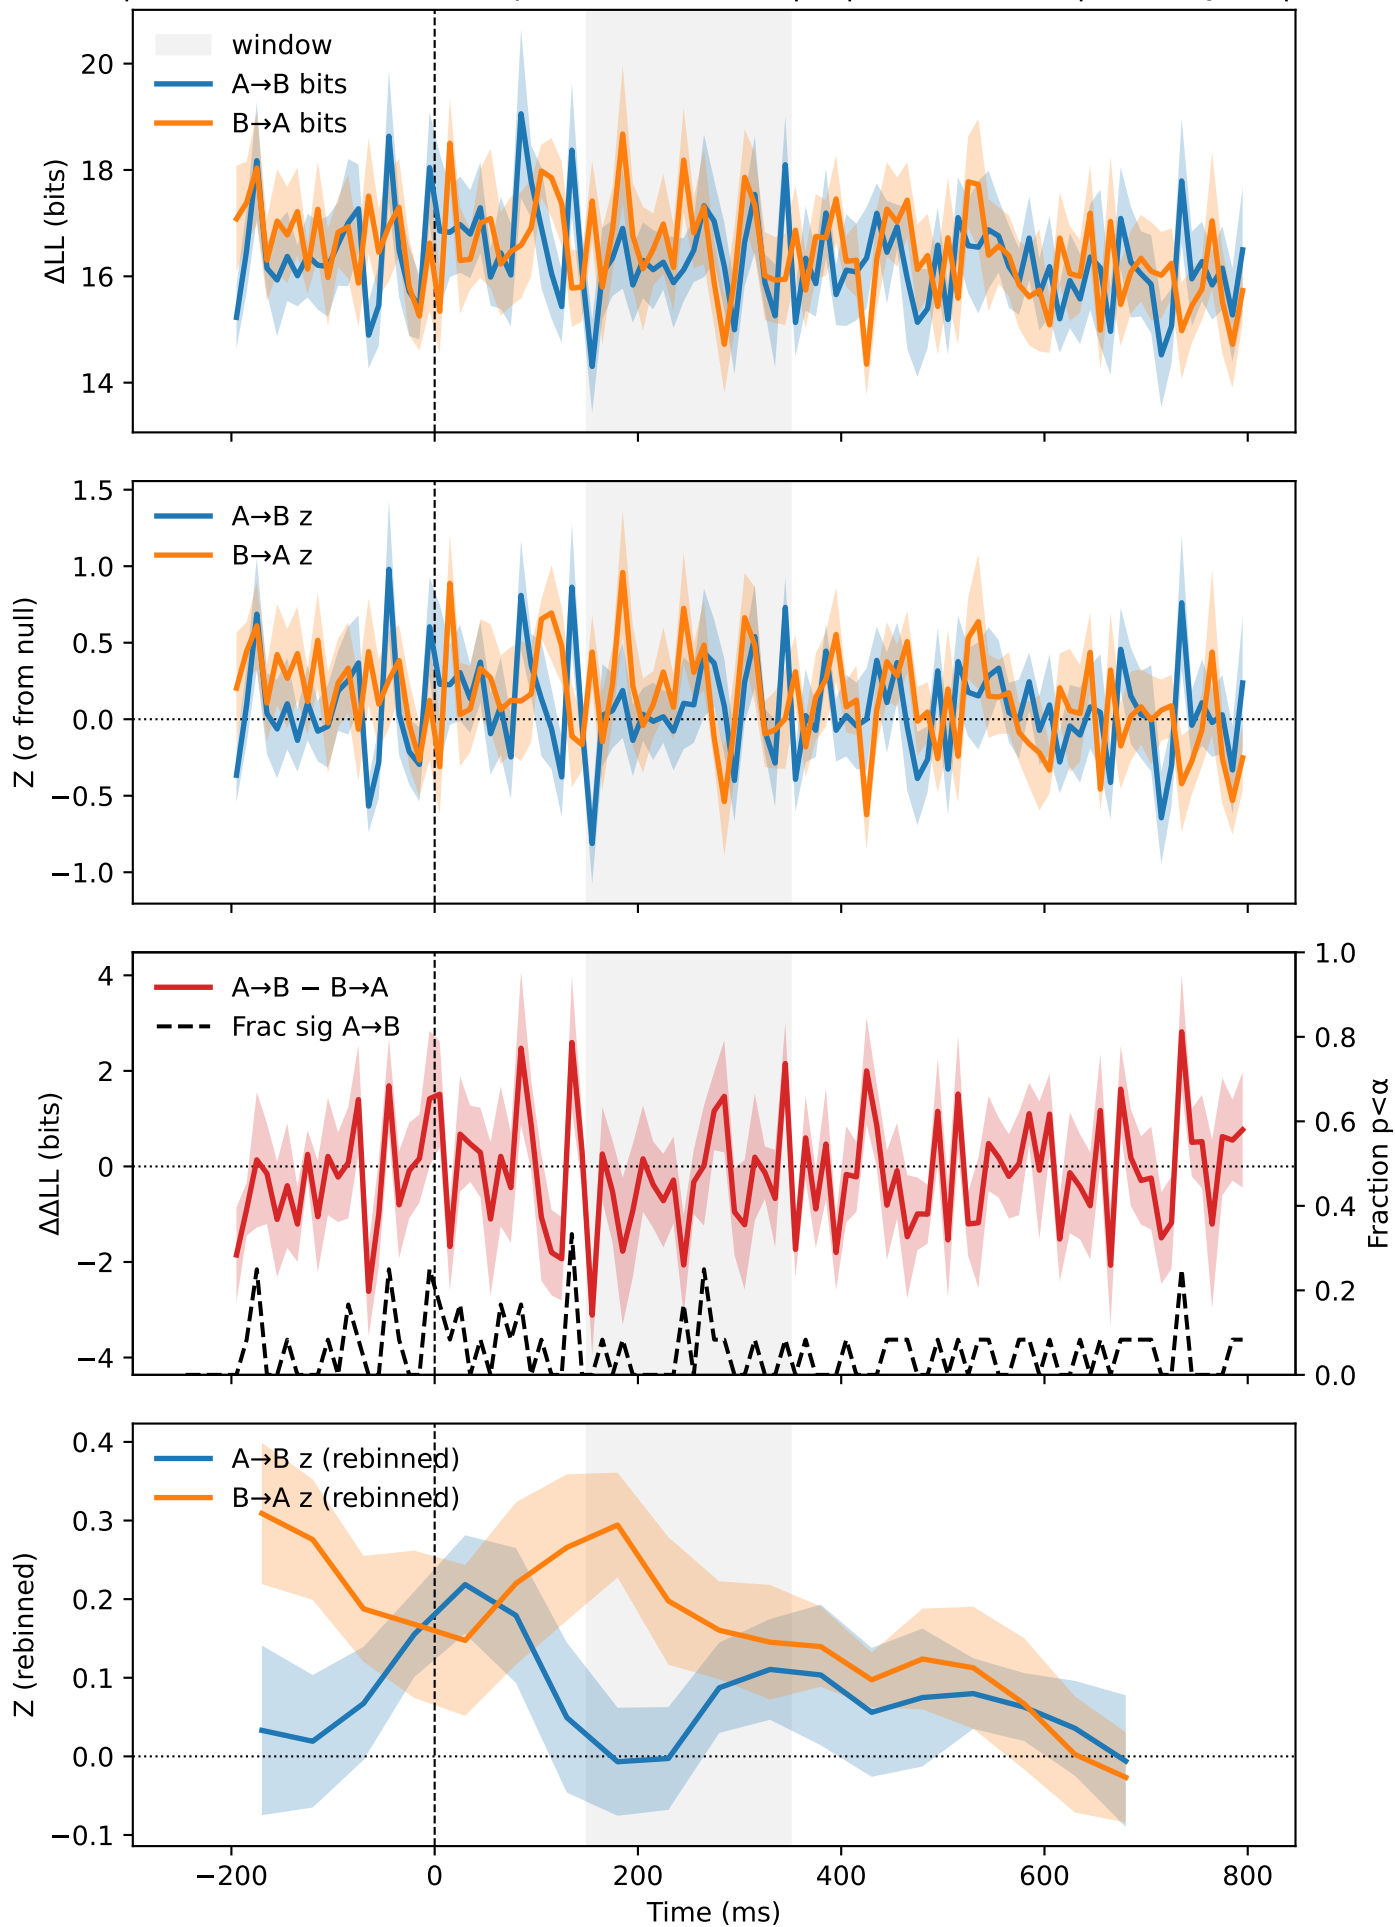 window
A→B bits
B→A bits
ΔLL (bits)
20
18
16
14
A→B z
B→A z
Z (σ from null)
1.5
1.0
0.5
0.0
−0.5
−1.0
A→B − B→A
Frac sig A→B
ΔΔLL (bits)
4
2
0
−2
−4
1.0
0.8
0.6
0.4
0.2
0.0
Fraction p<α
A→B z (rebinned)
B→A z (rebinned)
Z (rebinned)
0.4
0.3
0.2
0.1
0.0
−0.1
−200
0
200
400
600
800
Time (ms)